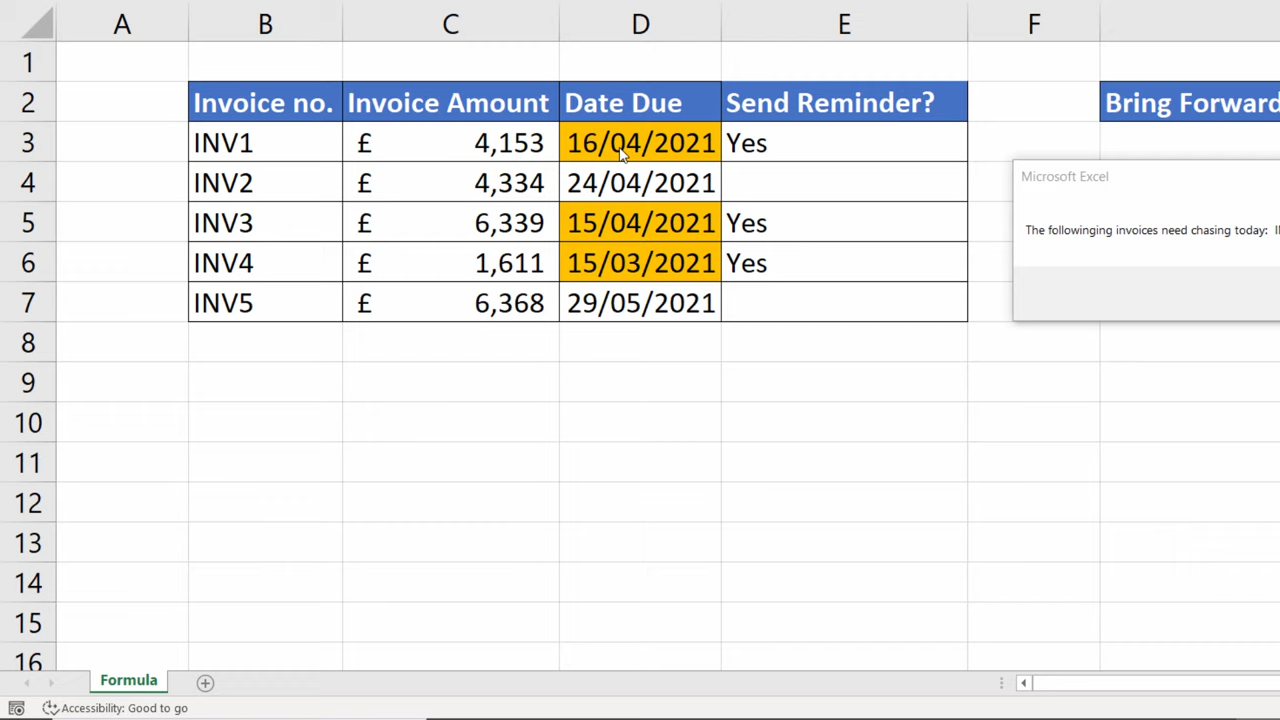 A B C D E F
1
2 Invoice no. Invoice Amount Date Due Send Reminder? Bring Forward
3 INV1 £ 4,153 16/04/2021 Yes
Microsoft Excel
4 INV2 £ 4,334 24/04/2021
5 INV3 £ 6,339 15/04/2021 Yes
The followinging invoices need chasing today:
6 INV4 £ 1,611 15/03/2021 Yes
7 INV5 £ 6,368 29/05/2021
8
9
10
11
12
13
14
15
16
Formula
Accessibility: Good to go